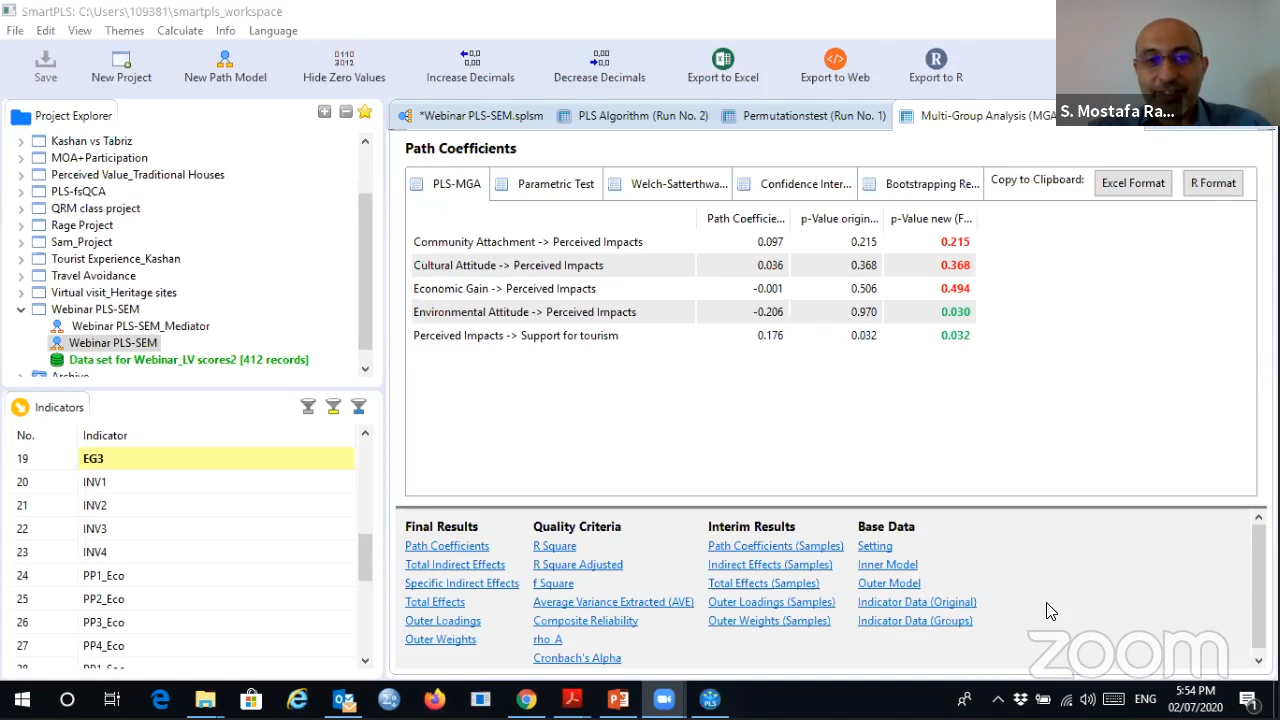 SmartPLS: C:\Users\109381\smartpls_workspace
File Edit View Themes Calculate Info Language
Save New Project New Path Model Hide Zero Values Increase Decimals Decrease Decimals Export to Excel Export to Web Export to R
S. Mostafa Ra...
Project Explorer
Kashan vs Tabriz
MOA+Participation
Perceived Value_Traditional Houses
PLS-fsQCA
QRM class project
Rage Project
Sam_Project
Tourist Experience_Kashan
Travel Avoidance
Virtual visit_Heritage sites
Webinar PLS-SEM
Webinar PLS-SEM_Mediator
Webinar PLS-SEM
Data set for Webinar_LV scores2 [412 records]
Archive
Indicators
No. Indicator
19 EG3
20 INV1
21 INV2
22 INV3
23 INV4
24 PP1_Eco
25 PP2_Eco
26 PP3_Eco
27 PP4_Eco
*Webinar PLS-SEM.splsm PLS Algorithm (Run No. 2) Permutationstest (Run No. 1) Multi-Group Analysis (MGA
Path Coefficients
PLS-MGA Parametric Test Welch-Satterthwa... Confidence Inter... Bootstrapping Re... Copy to Clipboard: Excel Format R Format
Path Coefficie... p-Value origin... p-Value new (F...
Community Attachment -> Perceived Impacts 0.097 0.215 0.215
Cultural Attitude -> Perceived Impacts 0.036 0.368 0.368
Economic Gain -> Perceived Impacts -0.001 0.506 0.494
Environmental Attitude -> Perceived Impacts -0.206 0.970 0.030
Perceived Impacts -> Support for tourism 0.176 0.032 0.032
Final Results Quality Criteria Interim Results Base Data
Path Coefficients R Square Path Coefficients (Samples) Setting
Total Indirect Effects R Square Adjusted Indirect Effects (Samples) Inner Model
Specific Indirect Effects f Square Total Effects (Samples) Outer Model
Total Effects Average Variance Extracted (AVE) Outer Loadings (Samples) Indicator Data (Original)
Outer Loadings Composite Reliability Outer Weights (Samples) Indicator Data (Groups)
Outer Weights rho_A
Cronbach's Alpha
zoom
ENG 5:54 PM
02/07/2020